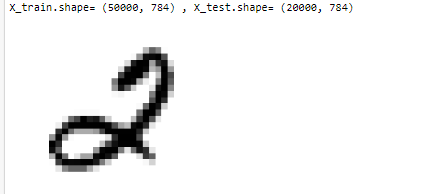 X_train.shape= (50000, 784) , X_test.shape= (20000, 784)
2